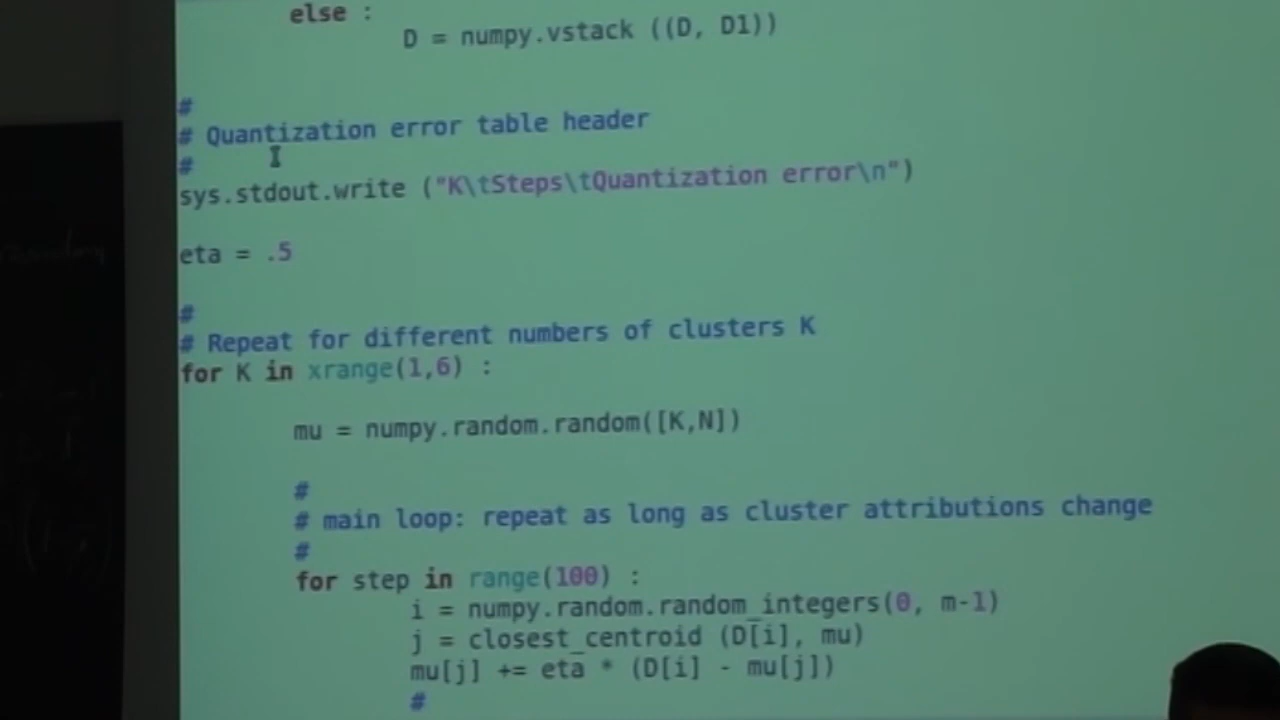 else :
D = numpy.vstack ((D, D1))
#
# Quantization error table header
#
sys.stdout.write ("K\tSteps\tQuantization error\n")
eta = .5
#
# Repeat for different numbers of clusters K
for K in xrange(1,6) :
mu = numpy.random.random([K,N])
#
# main loop: repeat as long as cluster attributions change
#
for step in range(100) :
i = numpy.random.random_integers(0, m-1)
j = closest_centroid (D[i], mu)
mu[j] += eta * (D[i] - mu[j])
#